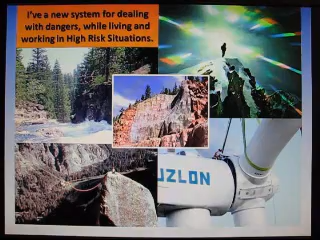 I've a new system for dealing
with dangers, while living and
working in High Risk Situations.
UZLON